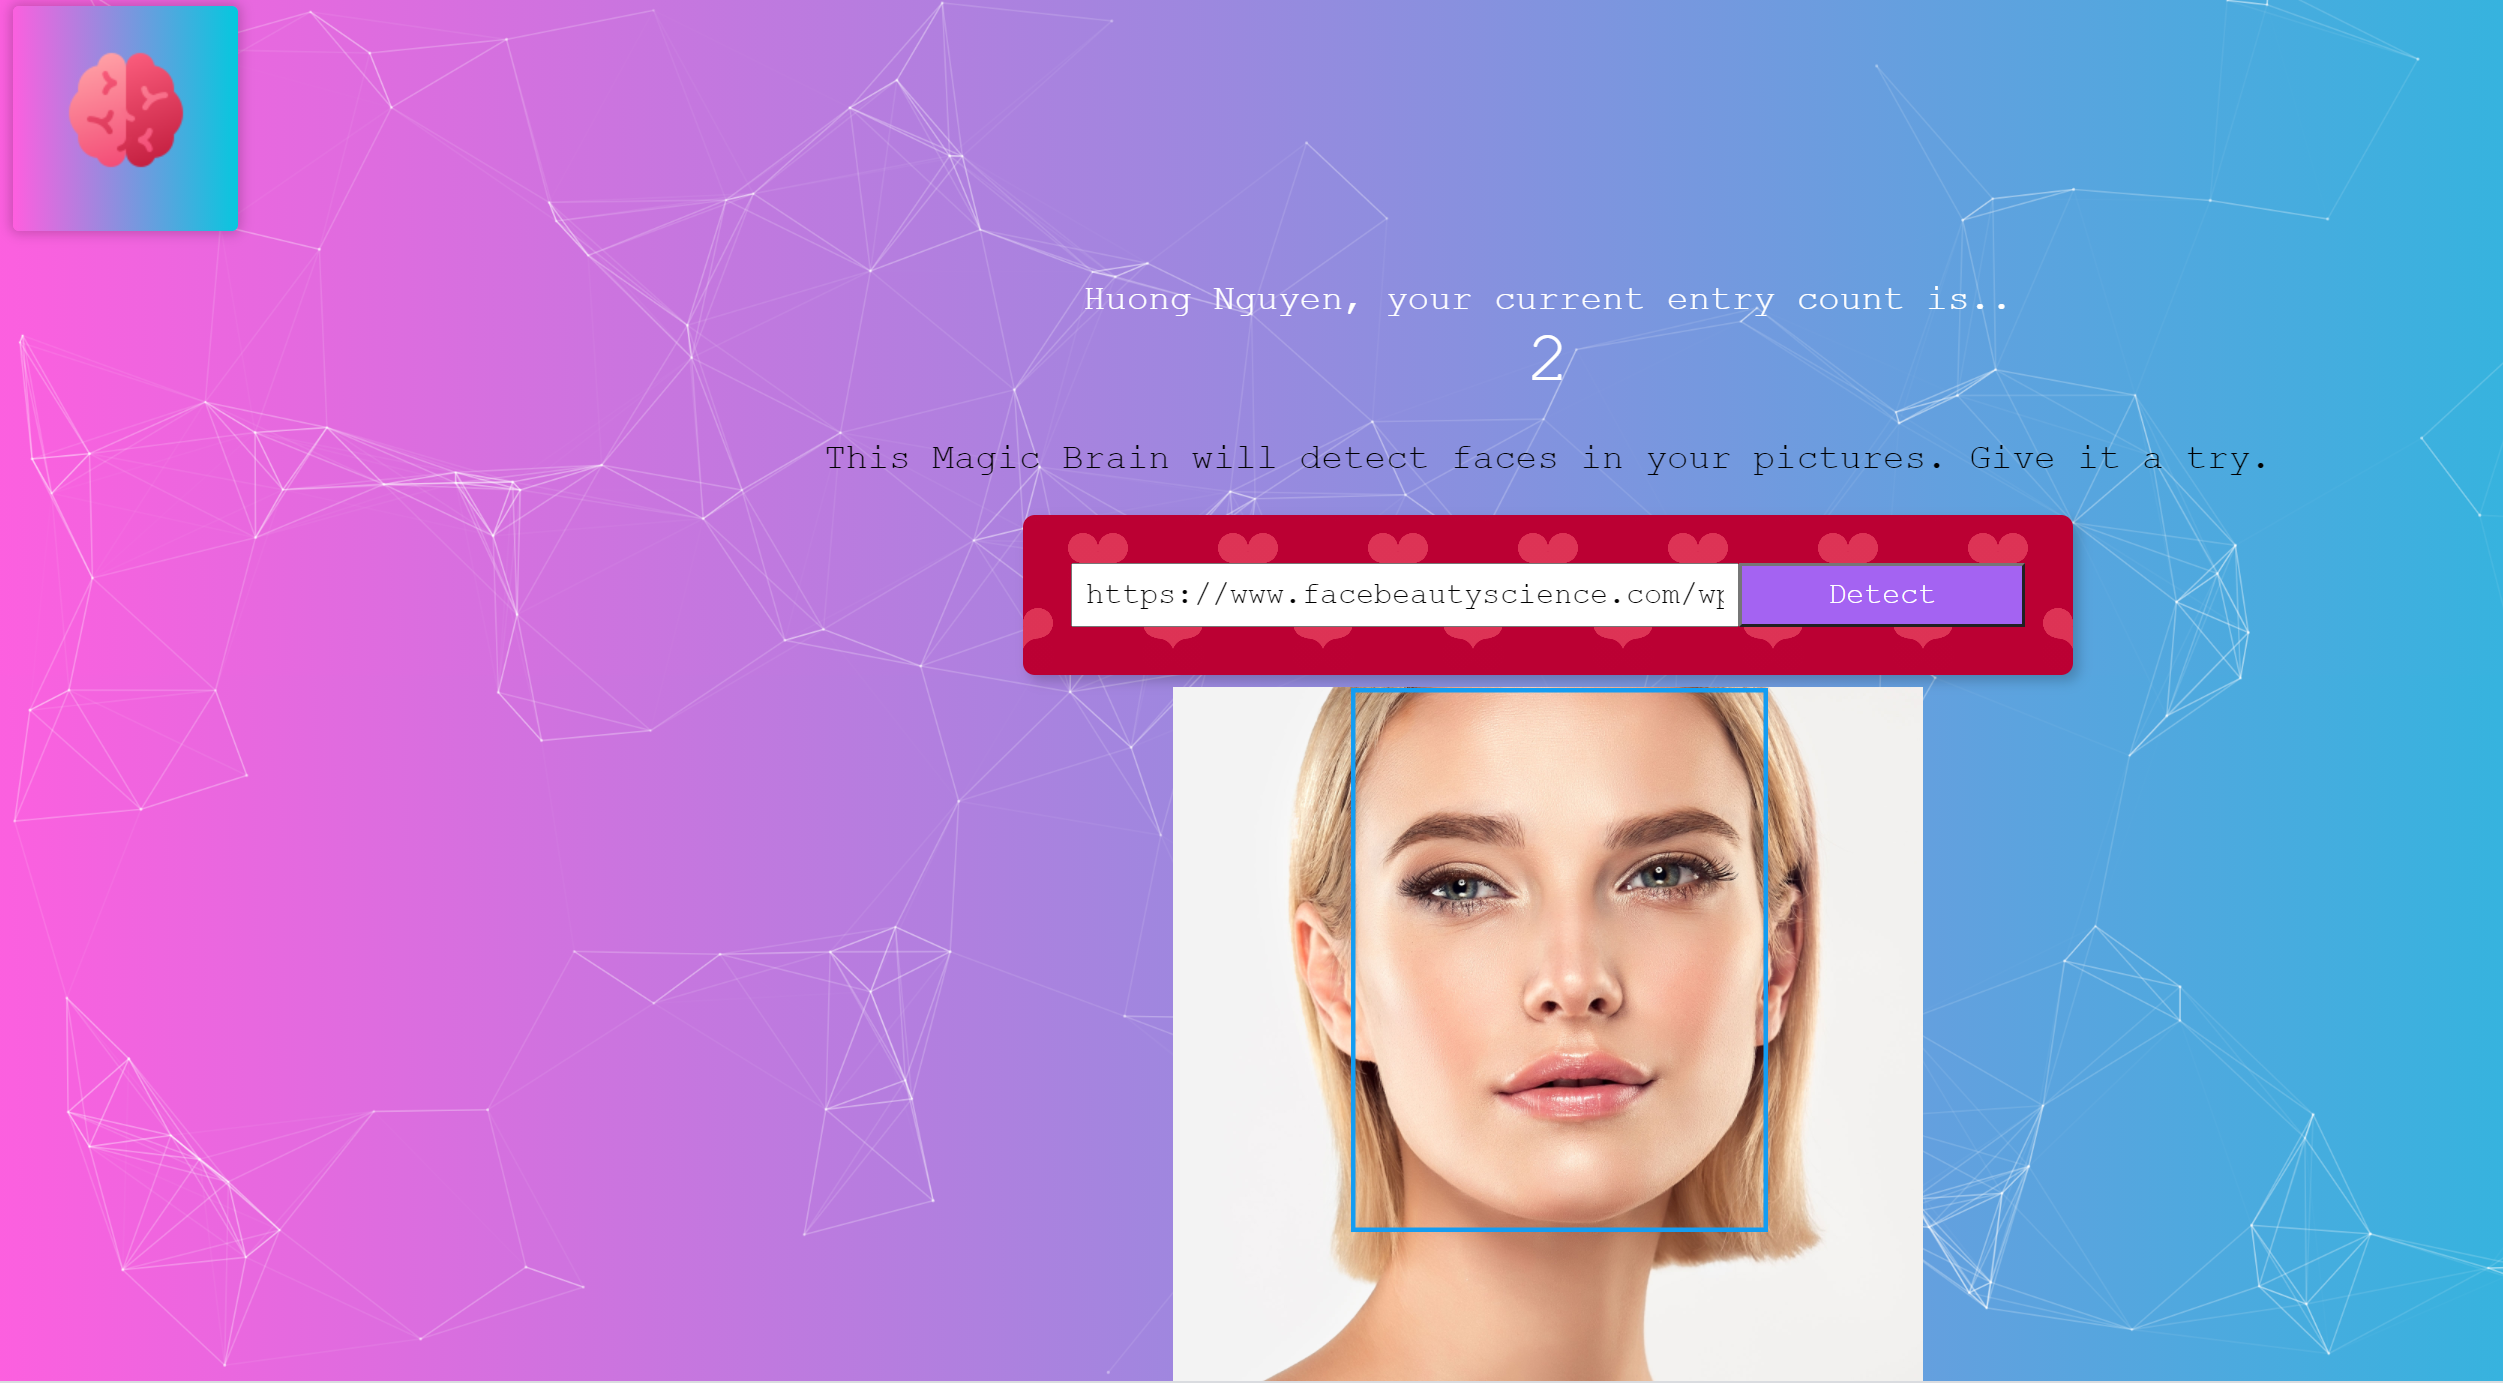 Huong Nguyen, your current entry count is..
2
This Magic Brain will detect faces in your pictures. Give it a try.
https://www.facebeautyscience.com/wp
Detect